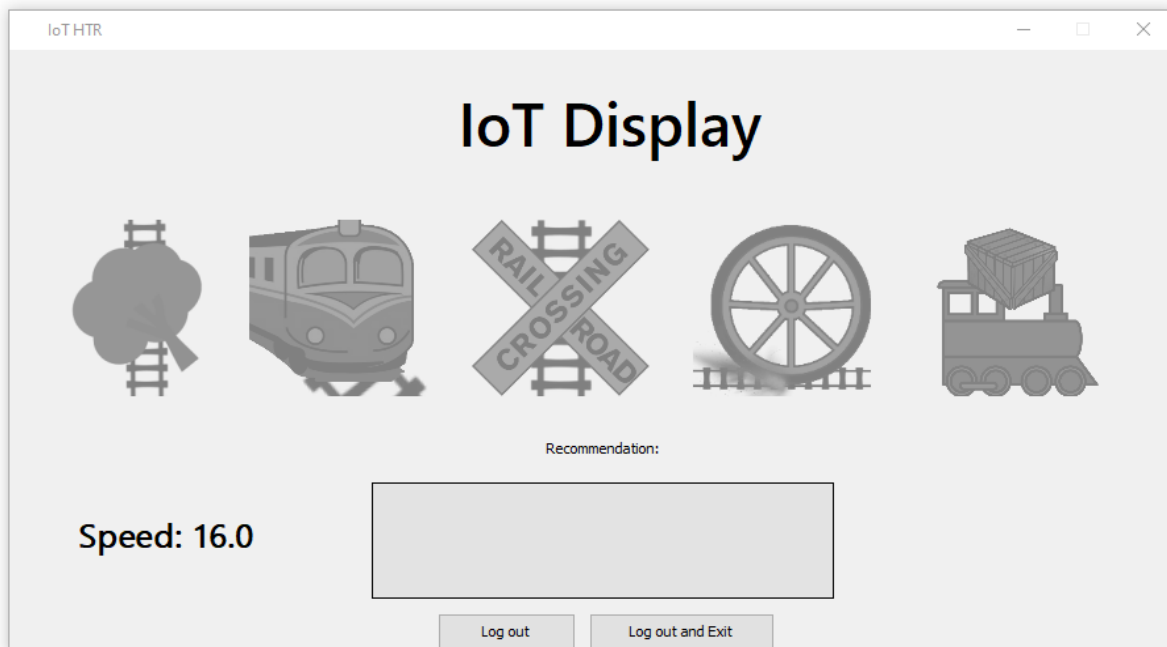 IoT HTR
IoT Display
RAIL
CROSSING
ROAD
Recommendation:
Speed: 16.0
Log out
Log out and Exit